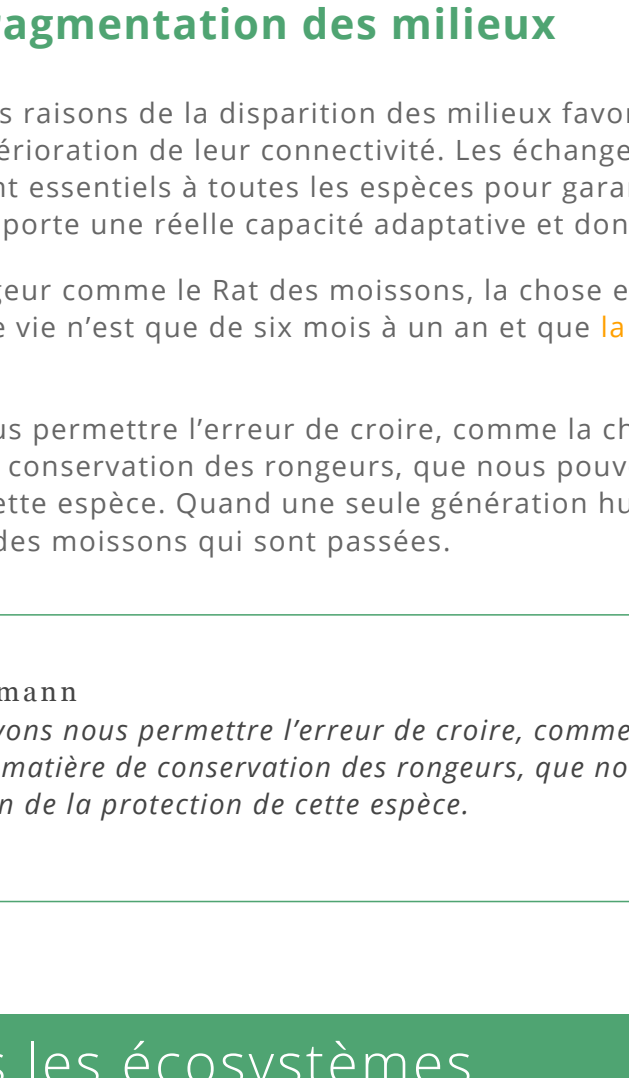 ragmentation des milieux
s raisons de la disparition des milieux favor
érioration de leur connectivité. Les échange
nt essentiels à toutes les espèces pour garan
porte une réelle capacité adaptative et don
geur comme le Rat des moissons, la chose e
e vie n’est que de six mois à un an et que la
us permettre l’erreur de croire, comme la ch
conservation des rongeurs, que nous pouv
ette espèce. Quand une seule génération hu
des moissons qui sont passées.
mann
vons nous permettre l’erreur de croire, comme
matière de conservation des rongeurs, que no
n de la protection de cette espèce.
s les écosystèmes